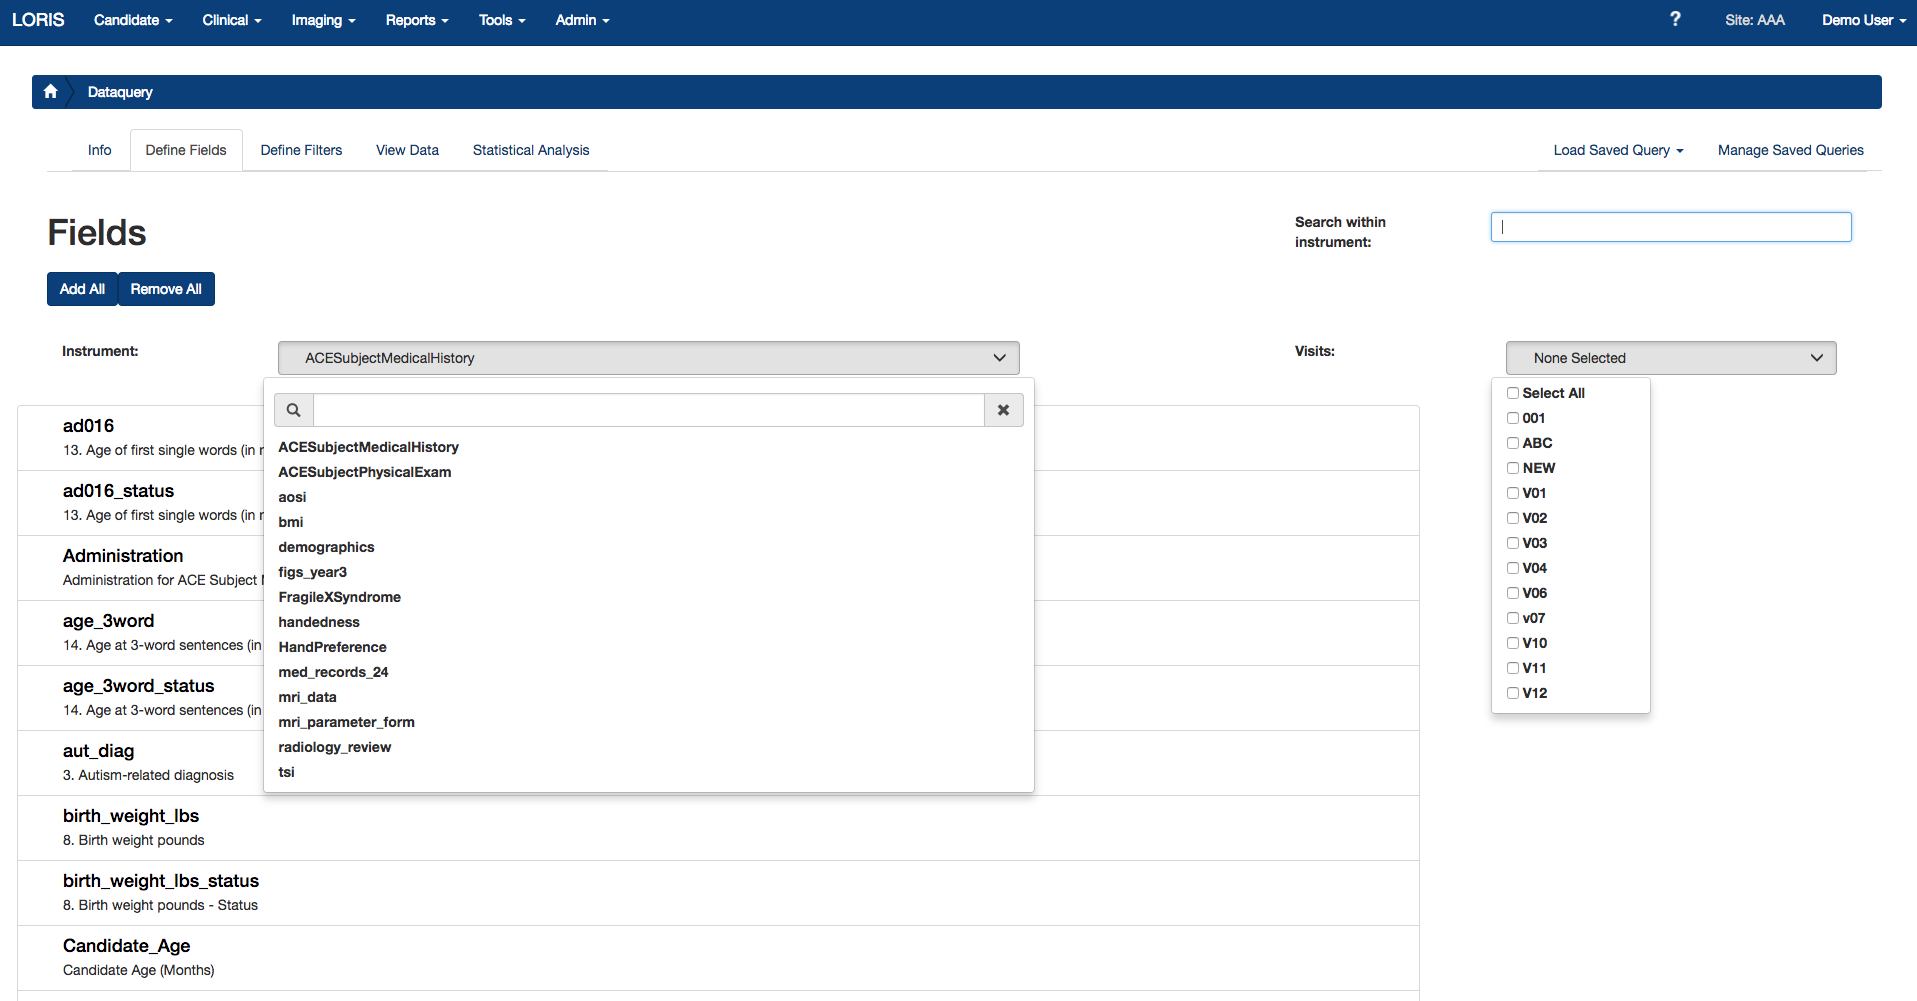 LORIS Candidate Clinical Imaging Reports Tools Admin ? Site: AAA Demo User
Dataquery
Info Define Fields Define Filters View Data Statistical Analysis Load Saved Query Manage Saved Queries
Fields
Search within
instrument:
Add All Remove All
Instrument:
ACESubjectMedicalHistory
Visits:
None Selected
ACESubjectMedicalHistory
ACESubjectPhysicalExam
aosi
bmi
demographics
figs_year3
FragileXSyndrome
handedness
HandPreference
med_records_24
mri_data
mri_parameter_form
radiology_review
tsi
Select All
001
ABC
NEW
V01
V02
V03
V04
V06
v07
V10
V11
V12
ad016
13. Age of first single words (in
ad016_status
13. Age of first single words (in
Administration
Administration for ACE Subject
age_3word
14. Age at 3-word sentences (in
age_3word_status
14. Age at 3-word sentences (in
aut_diag
3. Autism-related diagnosis
birth_weight_lbs
8. Birth weight pounds
birth_weight_lbs_status
8. Birth weight pounds - Status
Candidate_Age
Candidate Age (Months)